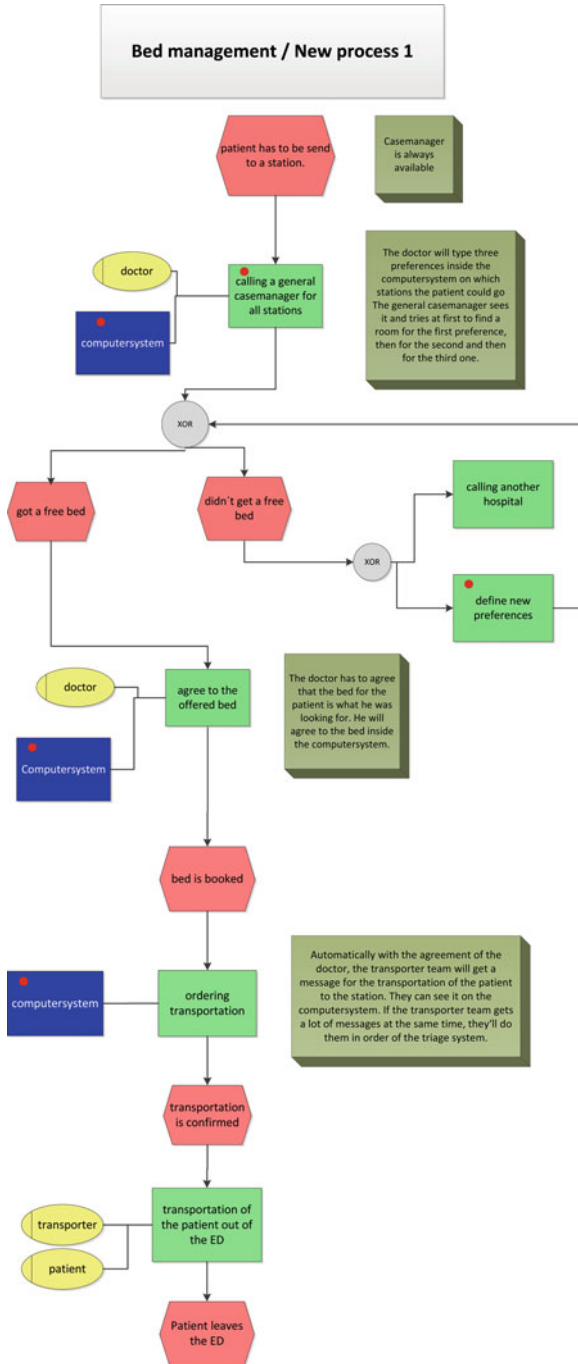 Bed management / New process 1
patient has to be send
to a station.
Casemanager
is always
available
doctor
computersystem
calling a general
casemanager for
all stations
The doctor will type three
preferences inside the
computersystem on which
stations the patient could go
The general casemanager sees
it and tries at first to find a
room for the first preference,
then for the second and then
for the third one.
XOR
got a free bed
didn´t get a free
bed
calling another
hospital
XOR
define new
preferences
doctor
Computersystem
agree to the
offered bed
The doctor has to agree
that the bed for the
patient is what he was
looking for. He will
agree to the bed inside
the computersystem.
bed is booked
computersystem
ordering
transportation
Automatically with the agreement of the
doctor, the transporter team will get a
message for the transportation of the patient
to the station. They can see it on the
computersystem. If the transporter team gets
a lot of messages at the same time, they'll do
them in order of the triage system.
transportation
is confirmed
transporter
patient
transportation of
the patient out of
the ED
Patient leaves
the ED